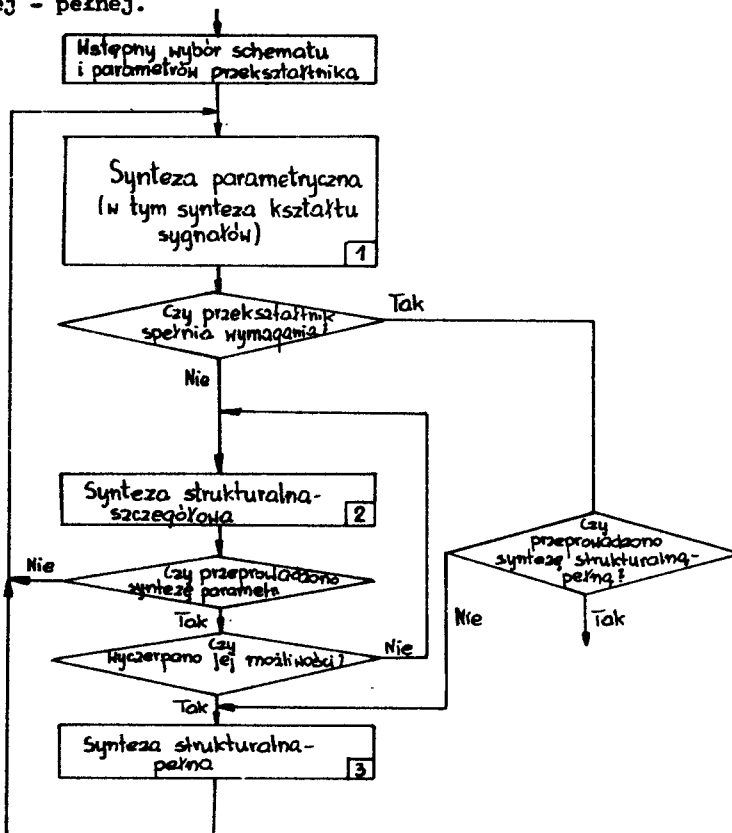 ej - pełnej.
Wstępny wybór schematu
i parametrów przekształtnika
Synteza parametryczna
(w tym synteza kształtu
sygnałów)
1
Czy przekształtnik
spełnia wymagania?
Tak
Nie
Synteza strukturalna-
szczegółowa
2
Czy przeprowadzono
syntezę parametr.
Nie
Tak
Czy
wyczerpano jej możliwości?
Nie
Tak
Czy
przeprowadzono
syntezę strukturalną-
pełną?
Nie
Tak
Synteza strukturalna-
pełna
3